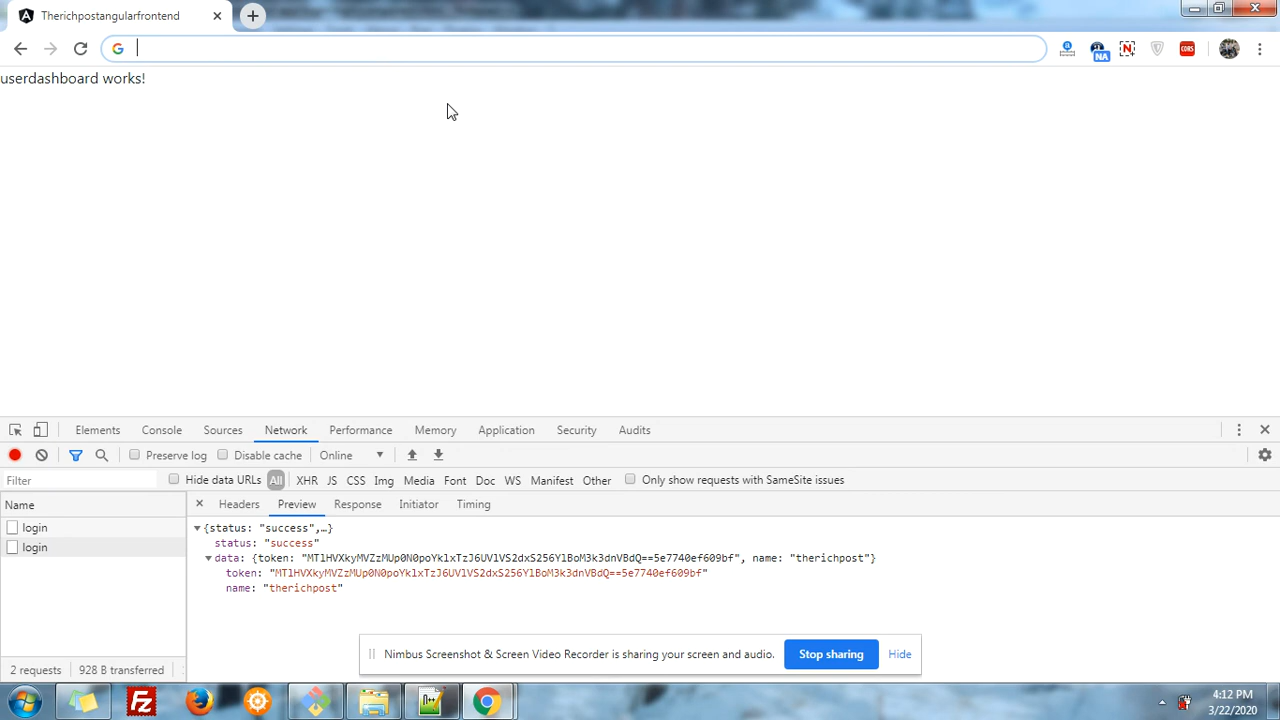 Therichpostangularfrontend
userdashboard works!
NA
CORS
Elements Console Sources Network Performance Memory Application Security Audits
Preserve log Disable cache Online
Filter Hide data URLs All XHR JS CSS Img Media Font Doc WS Manifest Other Only show requests with SameSite issues
Name Headers Preview Response Initiator Timing
login
login
{status: "success",…}
status: "success"
data: {token: "MTlHVXkyMVZzMUp0N0poYklxTzJ6UVlVS2dxS256YlBoM3k3dnVBdQ==5e7740ef609bf", name: "therichpost"}
token: "MTlHVXkyMVZzMUp0N0poYklxTzJ6UVlVS2dxS256YlBoM3k3dnVBdQ==5e7740ef609bf"
name: "therichpost"
Nimbus Screenshot & Screen Video Recorder is sharing your screen and audio. Stop sharing Hide
2 requests 928 B transferred
4:12 PM
3/22/2020